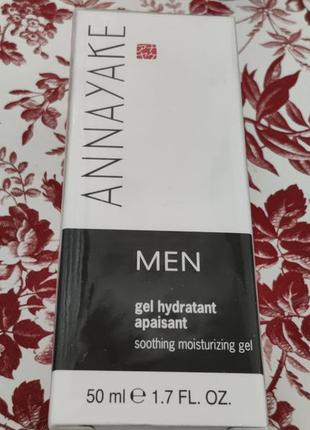 ANNAYAKE
MEN
gel hydratant
apaisant
soothing moisturizing gel
50 ml ℮ 1.7 FL. OZ.